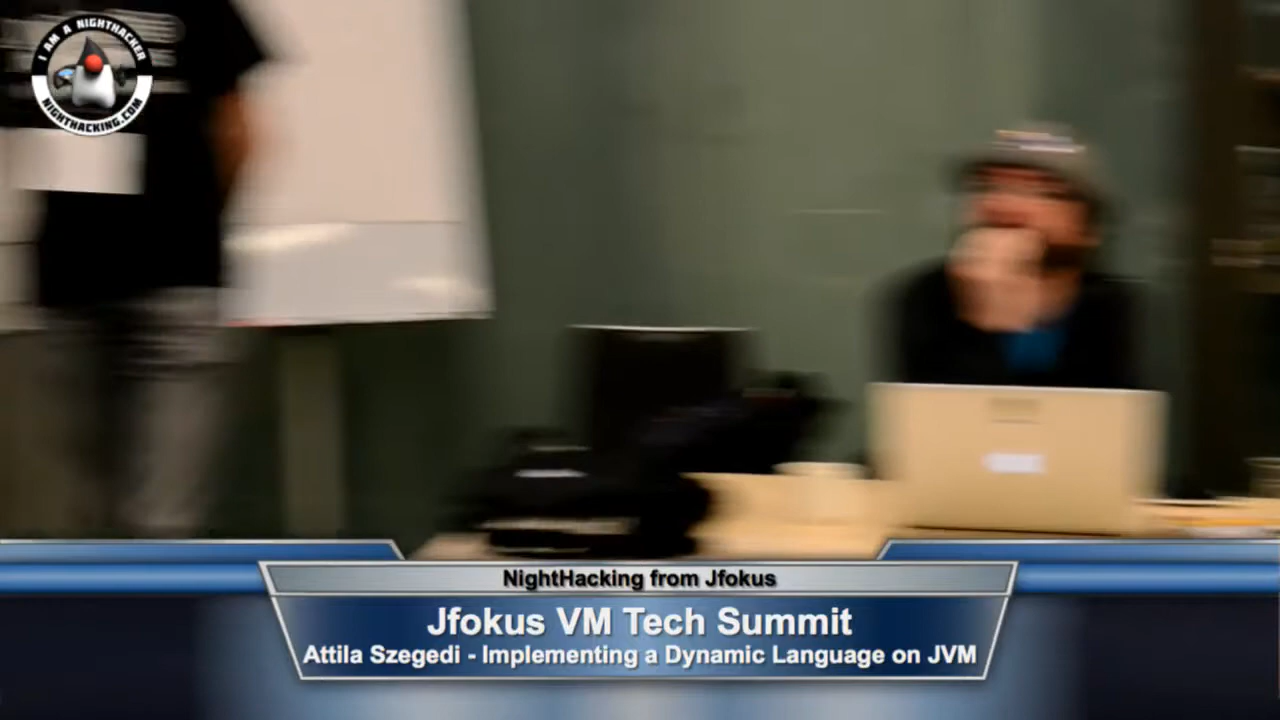 I AM A NIGHTHACKER
NIGHTHACKING.COM
NightHacking from Jfokus
Jfokus VM Tech Summit
Attila Szegedi - Implementing a Dynamic Language on JVM